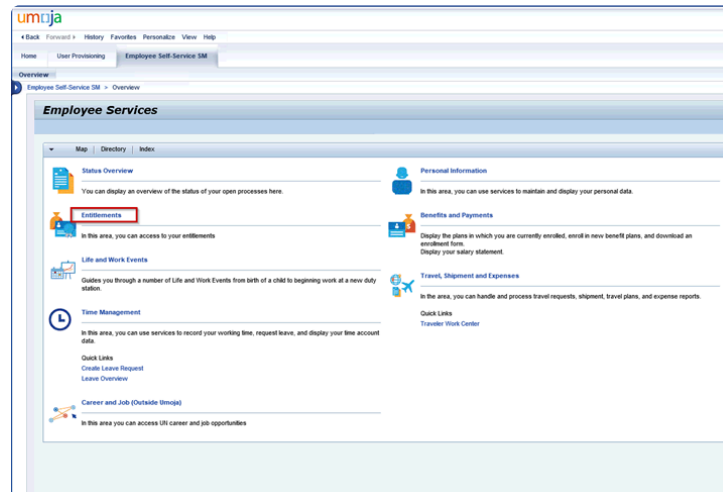 umoja
Back Forward History Favorites Personalize View Help
Home User Provisioning Employee Self-Service SM
Overview
Employee Self-Service SM > Overview
Employee Services
Map | Directory | Index
Status Overview
You can display an overview of the status of your open processes here.
Entitlements
In this area, you can access to your entitlements
Life and Work Events
Guides you through a number of Life and Work Events from birth of a child to beginning work at a new duty
station.
Time Management
In this area, you can use services to record your working time, request leave, and display your time account
data.
Quick Links
Create Leave Request
Leave Overview
Career and Job (Outside Umoja)
In this area you can access UN career and job opportunities
Personal Information
In this area, you can use services to maintain and display your personal data.
Benefits and Payments
Display the plans in which you are currently enrolled, enroll in new benefit plans, and download an
enrollment form.
Display your salary statement.
Travel, Shipment and Expenses
In the area, you can handle and process travel requests, shipment, travel plans, and expense reports.
Quick Links
Traveler Work Center